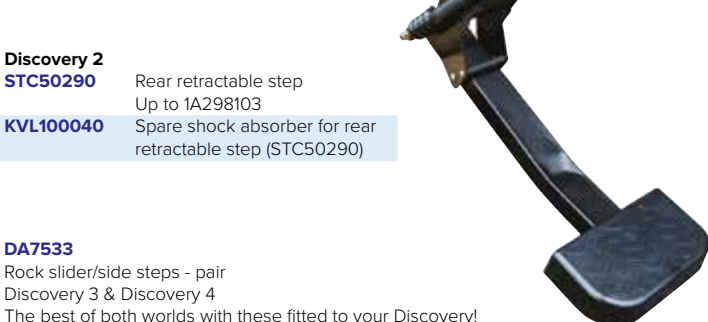 Discovery 2
STC50290 Rear retractable step
Up to 1A298103
KVL100040 Spare shock absorber for rear
retractable step (STC50290)
DA7533
Rock slider/side steps - pair
Discovery 3 & Discovery 4
The best of both worlds with these fitted to your Discovery!